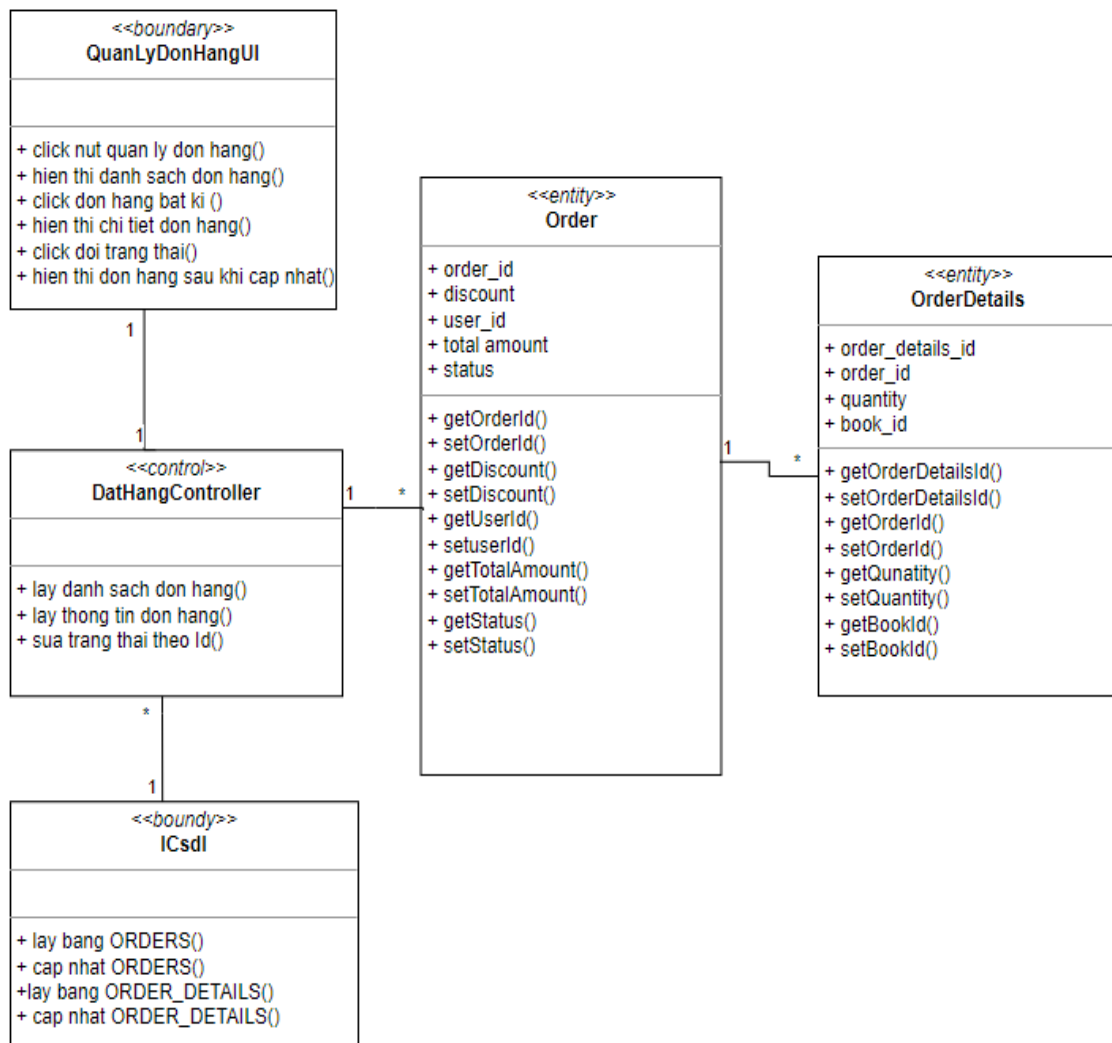 <<boundary>>
QuanLyDonHangUI
+ click nut quan ly don hang()
+ hien thi danh sach don hang()
+ click don hang bat ki ()
+ hien thi chi tiet don hang()
+ click doi trang thai()
+ hien thi don hang sau khi cap nhat()
1
1
<<control>>
DatHangController
+ lay danh sach don hang()
+ lay thong tin don hang()
+ sua trang thai theo Id()
1
*
*
1
<<boundy>>
ICsdl
+ lay bang ORDERS()
+ cap nhat ORDERS()
+lay bang ORDER_DETAILS()
+ cap nhat ORDER_DETAILS()
<<entity>>
Order
+ order_id
+ discount
+ user_id
+ total amount
+ status
+ getOrderId()
+ setOrderId()
+ getDiscount()
+ setDiscount()
+ getUserId()
+ setuserId()
+ getTotalAmount()
+ setTotalAmount()
+ getStatus()
+ setStatus()
1
*
<<entity>>
OrderDetails
+ order_details_id
+ order_id
+ quantity
+ book_id
+ getOrderDetailsId()
+ setOrderDetailsId()
+ getOrderId()
+ setOrderId()
+ getQunatity()
+ setQuantity()
+ getBookId()
+ setBookId()